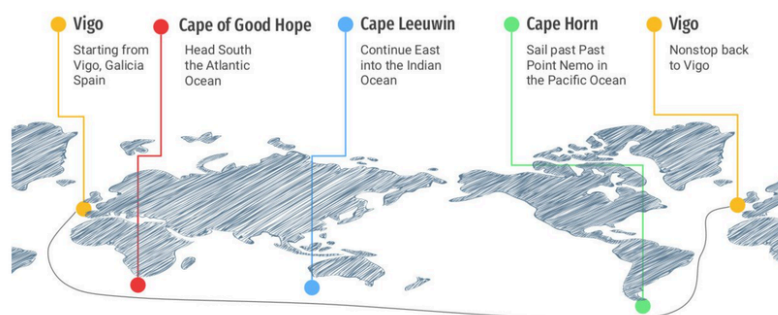 Vigo
Starting from
Vigo, Galicia
Spain
Cape of Good Hope
Head South
the Atlantic
Ocean
Cape Leeuwin
Continue East
into the Indian
Ocean
Cape Horn
Sail past Past
Point Nemo in
the Pacific Ocean
Vigo
Nonstop back
to Vigo